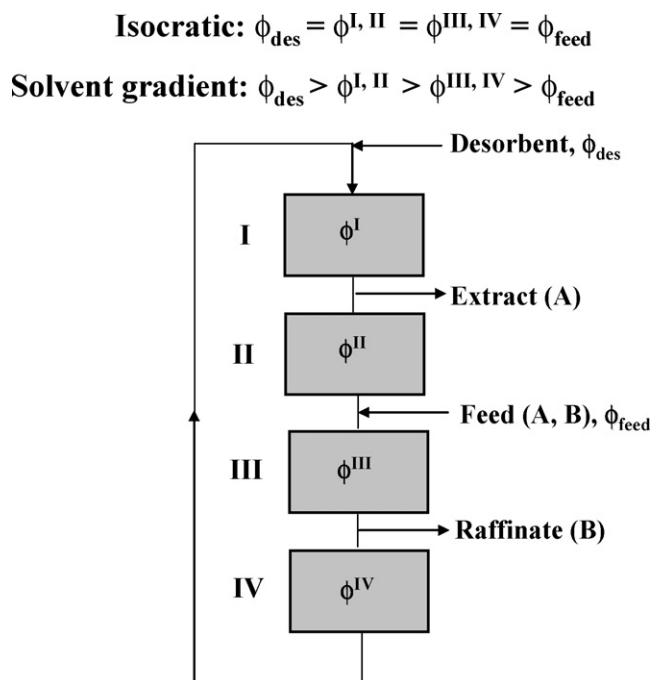 Isocratic: ϕdes = ϕI, II = ϕIII, IV = ϕfeed
Solvent gradient: ϕdes > ϕI, II > ϕIII, IV > ϕfeed
Desorbent, ϕdes
I
ϕI
Extract (A)
II
ϕII
Feed (A, B), ϕfeed
III
ϕIII
Raffinate (B)
IV
ϕIV